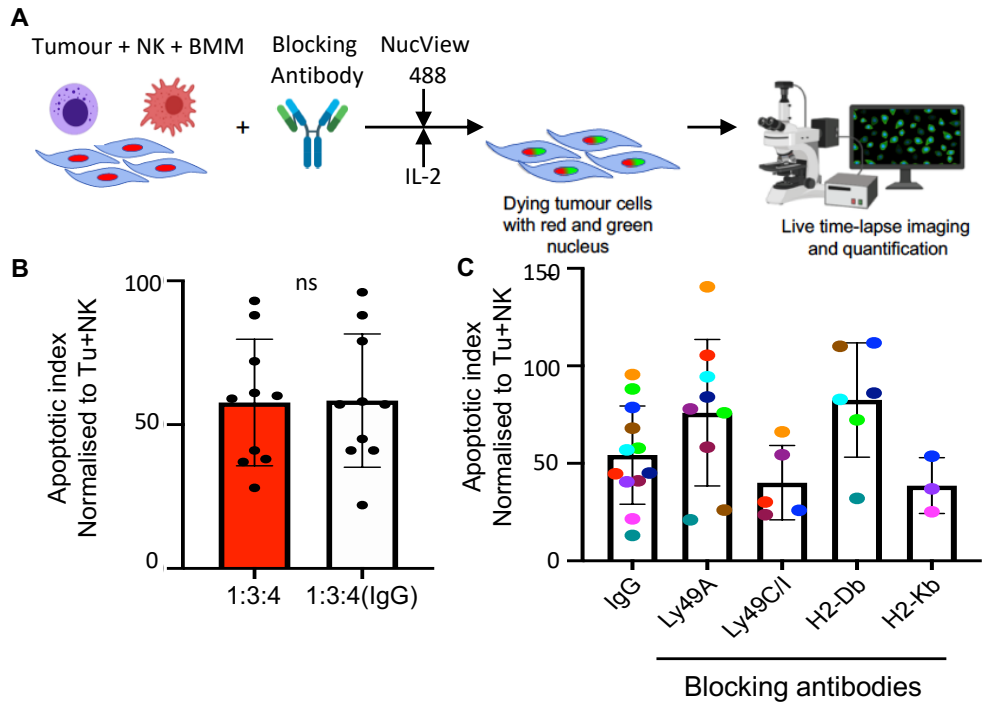 A
Tumour + NK + BMM
Blocking
Antibody
NucView
488
+
IL-2
Dying tumour cells
with red and green
nucleus
Live time-lapse imaging
and quantification
B
Apoptotic index
Normalised to Tu+NK
100
50
0
ns
1:3:4
1:3:4(IgG)
C
Apoptotic index
Normalised to Tu+NK
150
100
50
0
IgG
Ly49A
Ly49C/I
H2-Db
H2-Kb
Blocking antibodies